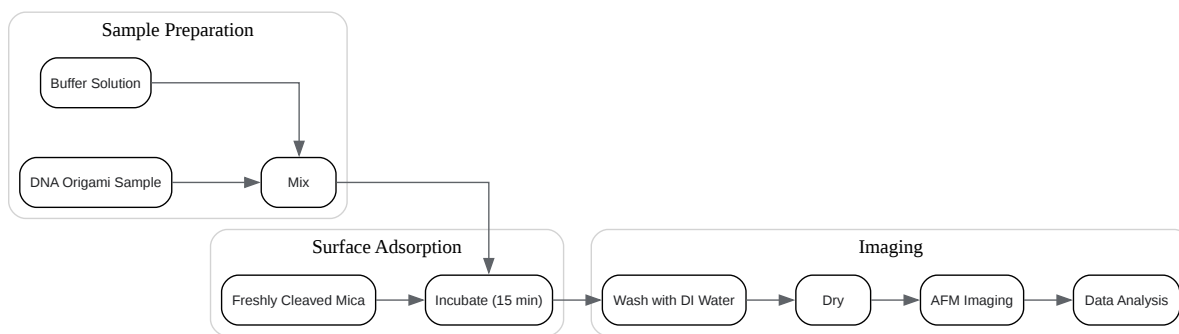 Sample Preparation
Buffer Solution
DNA Origami Sample
Mix
Surface Adsorption
Freshly Cleaved Mica
Incubate (15 min)
Imaging
Wash with DI Water
Dry
AFM Imaging
Data Analysis